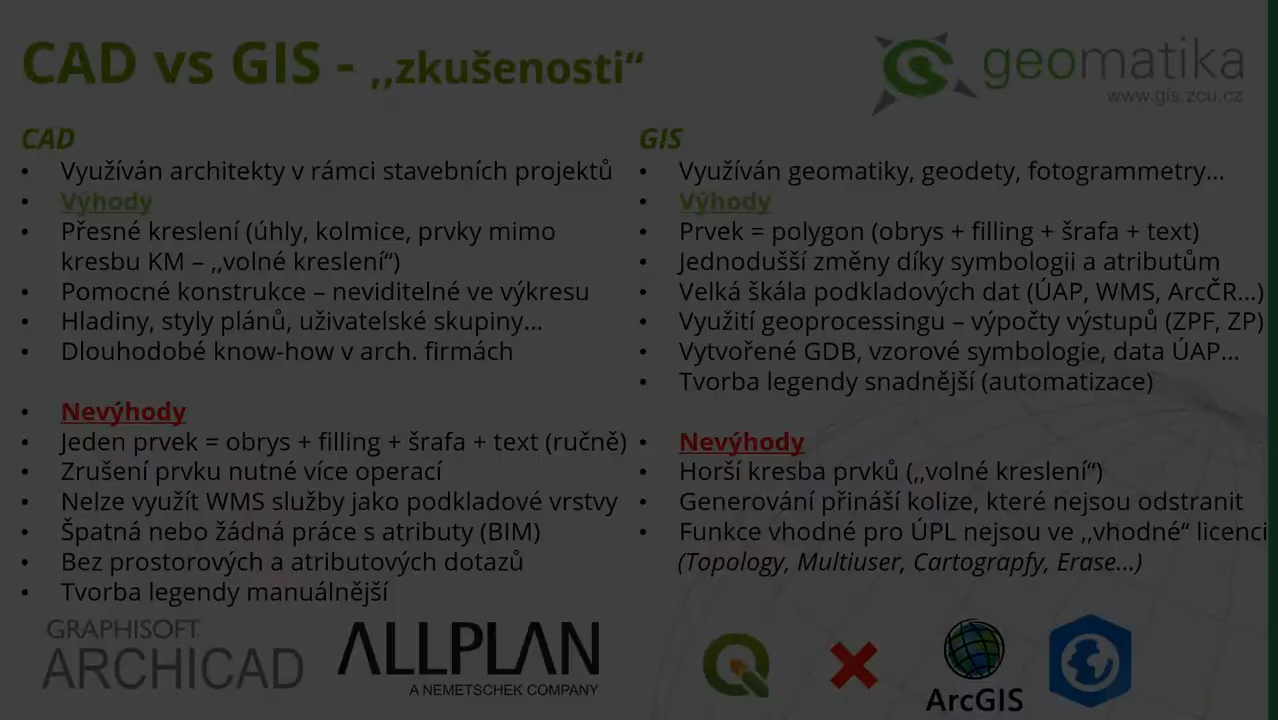 CAD vs GIS - ,,zkušenosti“
geomatika
www.gis.zcu.cz
CAD
• Využíván architekty v rámci stavebních projektů
• Výhody
• Přesné kreslení (úhly, kolmice, prvky mimo
kresbu KM – ,,volné kreslení“)
• Pomocné konstrukce – neviditelné ve výkresu
• Hladiny, styly plánů, uživatelské skupiny…
• Dlouhodobé know-how v arch. firmách
• Nevýhody
• Jeden prvek = obrys + filling + šrafa + text (ručně)
• Zrušení prvku nutné více operací
• Nelze využít WMS služby jako podkladové vrstvy
• Špatná nebo žádná práce s atributy (BIM)
• Bez prostorových a atributových dotazů
• Tvorba legendy manuálnější
GRAPHISOFT
ARCHICAD
ALLPLAN
A NEMETSCHEK COMPANY
GIS
• Využíván geomatiky, geodety, fotogrammetry…
• Výhody
• Prvek = polygon (obrys + filling + šrafa + text)
• Jednodušší změny díky symbologii a atributům
• Velká škála podkladových dat (ÚAP, WMS, ArcČR…)
• Využití geoprocessingu – výpočty výstupů (ZPF, ZP)
• Vytvořené GDB, vzorové symbologie, data ÚAP…
• Tvorba legendy snadnější (automatizace)
• Nevýhody
• Horší kresba prvků (,,volné kreslení“)
• Generování přináší kolize, které nejsou odstranit
• Funkce vhodné pro ÚPL nejsou ve ,,vhodné“ licenci
(Topology, Multiuser, Cartograpfy, Erase…)
ArcGIS